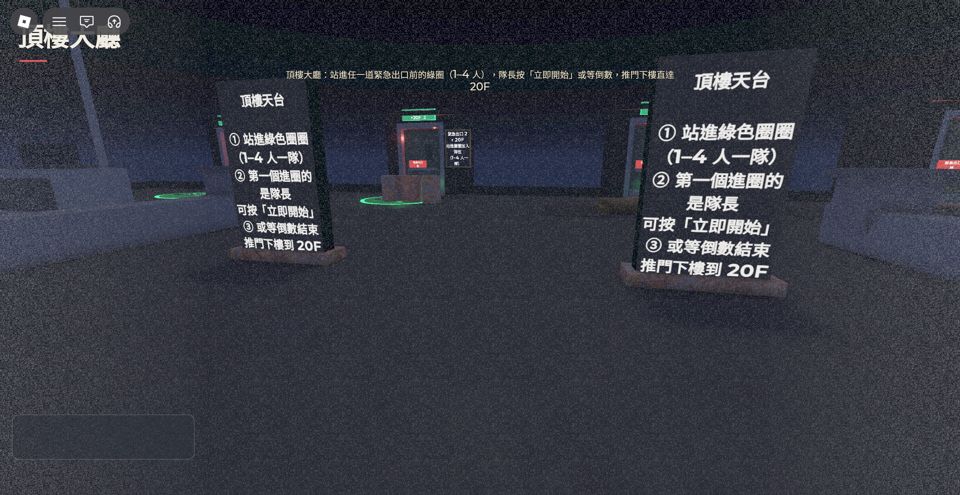 頂樓大廳
頂樓大廳：站進任一道緊急出口前的綠圈（1–4 人），隊長按「立即開始」或等倒數，推門下樓直達
20F
頂樓天台
① 站進綠色圈圈
（1–4 人一隊）
② 第一個進圈的
是隊長
可按「立即開始」
③ 或等倒數結束
推門下樓到 20F
緊急出口 2
頂樓天台
① 站進綠色圈圈
（1–4 人一隊）
② 第一個進圈的
是隊長
可按「立即開始」
③ 或等倒數結束
推門下樓到 20F